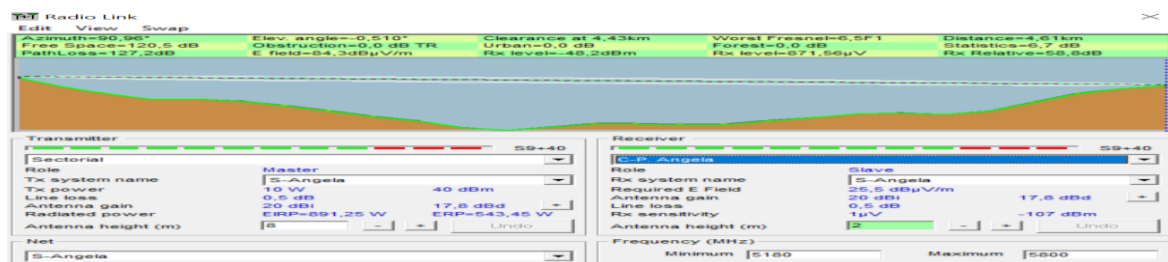 Radio Link
Edit View Swap
Azimuth=90,96° Elev. angle=-0,510° Clearance at 4,43km Worst Fresnel=6,5F1 Distance=4,61km
Free Space=120,5 dB Obstruction=0,0 dB TR Urban=0,0 dB Forest=0,0 dB Statistics=6,7 dB
PathLoss=127,2dB E field=84,3dBµV/m Rx level=-48,2dBm Rx level=871,56µV Rx Relative=58,8dB
Transmitter Receiver
S9+40 S9+40
Sectorial C-P. Angela
Role Master Role Slave
Tx system name S-Angela Rx system name S-Angela
Tx power 10 W 40 dBm Required E Field 25,5 dBµV/m
Line loss 0,5 dB Antenna gain 20 dBi 17,8 dBd +
Antenna gain 20 dBi 17,8 dBd + Line loss 0,5 dB
Radiated power EIRP=891,25 W ERP=543,45 W Rx sensitivity 1µV -107 dBm
Antenna height (m) 8 - + Undo Antenna height (m) 2 - + Undo
Net Frequency (MHz)
S-Angela Minimum 5180 Maximum 5800